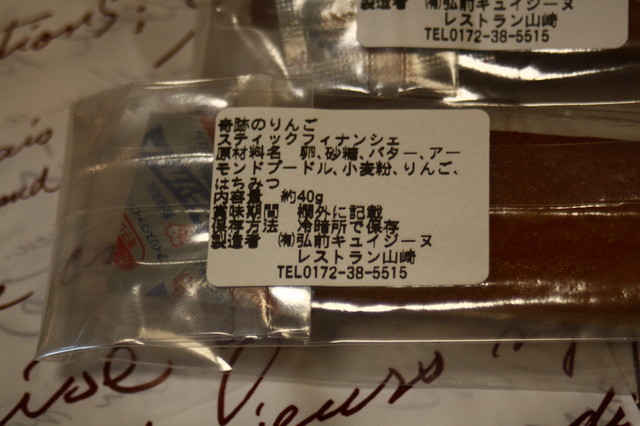 製造者 ㈲弘前キュイジーヌ
レストラン山崎
TEL0172-38-5515
奇跡のりんご
スティックフィナンシェ
原材料名 卵、砂糖、バター、アー
モンドプードル、小麦粉、りんご、
はちみつ
内容量 約40g
賞味期間 欄外に記載
保存方法 冷暗所で保存
製造者 ㈲弘前キュイジーヌ
レストラン山崎
TEL0172-38-5515